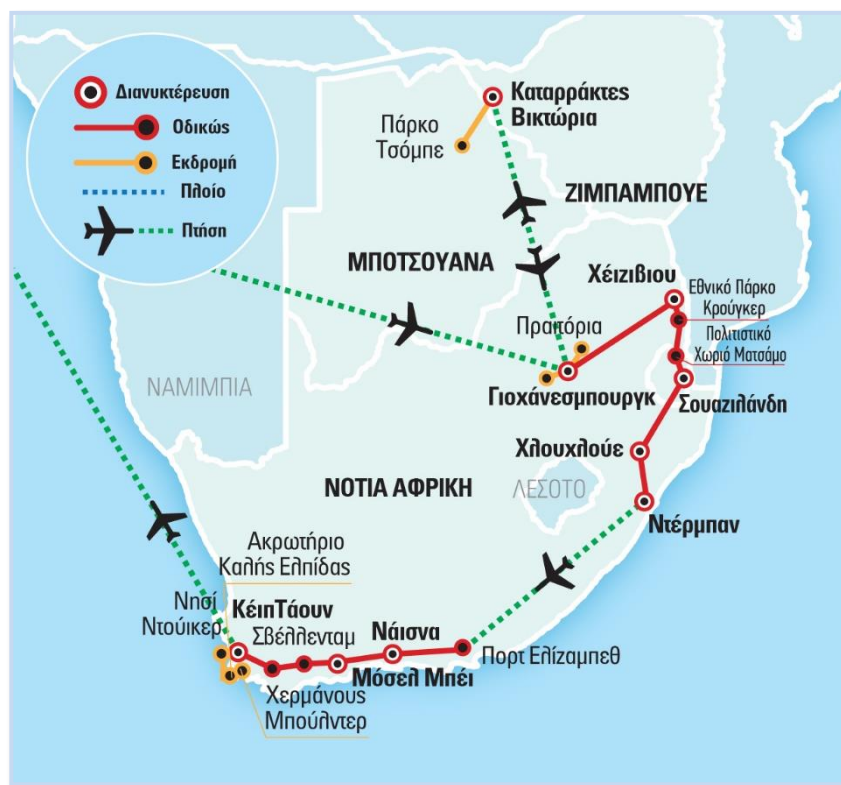 Διανυκτέρευση
Οδικώς
Εκδρομή
Πλοίο
Πτήση
Καταρράκτες
Βικτώρια
Πάρκο
Τσόμπε
ΖΙΜΠΑΜΠΟΥΕ
ΜΠΟΤΣΟΥΑΝΑ
Χέιζιβιου
Εθνικό Πάρκο
Κρούγκερ
Πολιτιστικό
Χωριό Ματσάμο
Πραιτόρια
Γιοχάνεσμπουργκ
ΝΑΜΙΜΠΙΑ
Σουαζιλάνδη
Χλουχλούε
ΝΟΤΙΑ ΑΦΡΙΚΗ
ΛΕΣΟΤΟ
Ντέρμπαν
Ακρωτήριο
Καλής Ελπίδας
Νησί
Ντούικερ
ΚέιπΤάουν
Σβέλλενταμ
Νάισνα
Πορτ Ελίζαμπεθ
Μόσελ Μπέι
Χερμάνους
Μπούλντερ